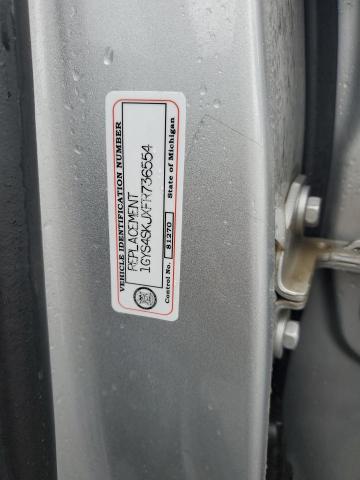 VEHICLE IDENTIFICATION NUMBER
REPLACEMENT
1GYS4SKJXFR736554
Control No. 81270 State of Michigan